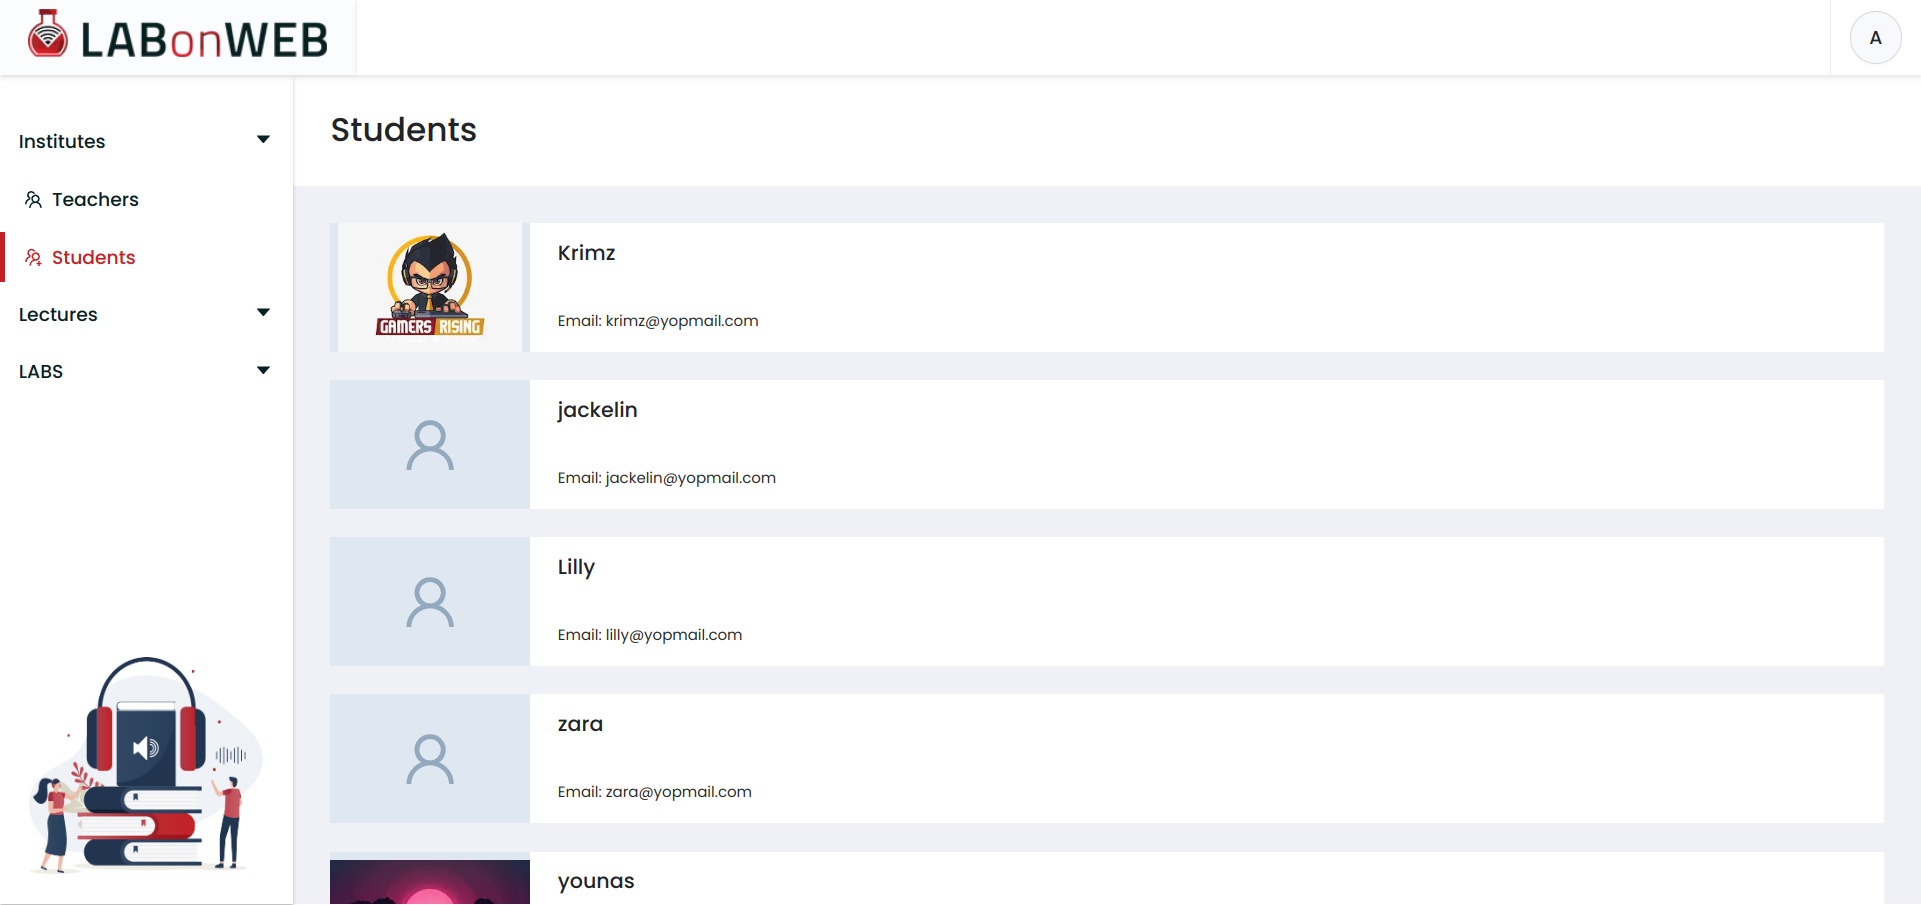 LABonWEB
A
Institutes
Teachers
Students
Lectures
LABS
Students
GAMERS RISING
Krimz
Email: krimz@yopmail.com
jackelin
Email: jackelin@yopmail.com
Lilly
Email: lilly@yopmail.com
zara
Email: zara@yopmail.com
younas